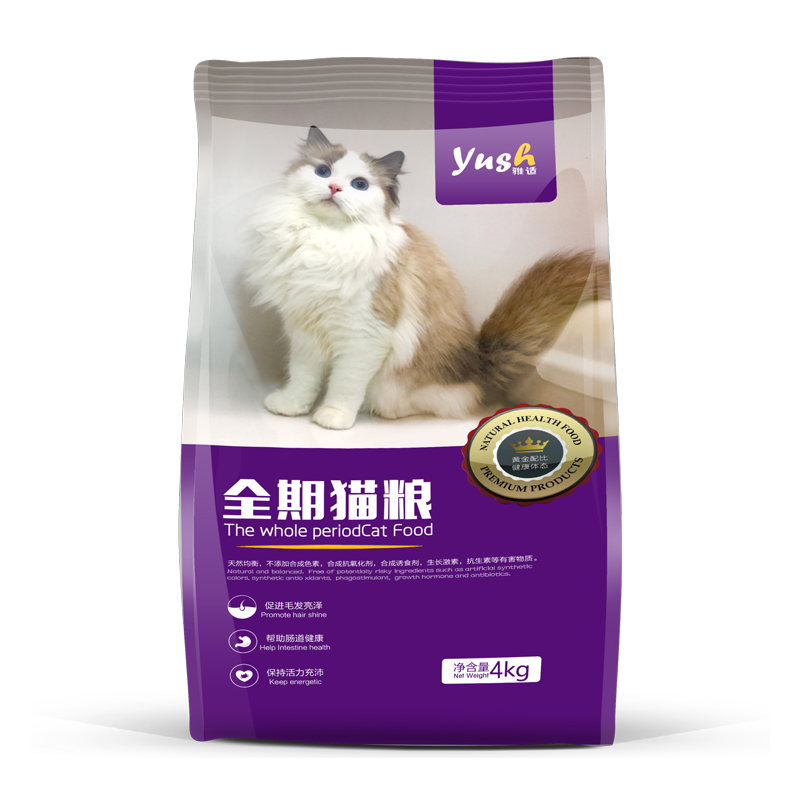 yush
雅适
NATURAL HEALTH FOOD
黄金配比
健康体态
PREMIUM PRODUCTS
全期猫粮
The whole periodCat Food
天然均衡，不添加合成色素，合成抗氧化剂，合成诱食剂，生长激素，抗生素等有害物质。
Natural and balanced. Free of potentially risky ingredients such as artificial synthetic
colors, synthetic antio xidants, phagostimulant, growth hormone and antibiotics.
促进毛发亮泽
Promote hair shine
帮助肠道健康
Help Intestine health
保持活力充沛
Keep energetic
净含量 4kg
Net Weight